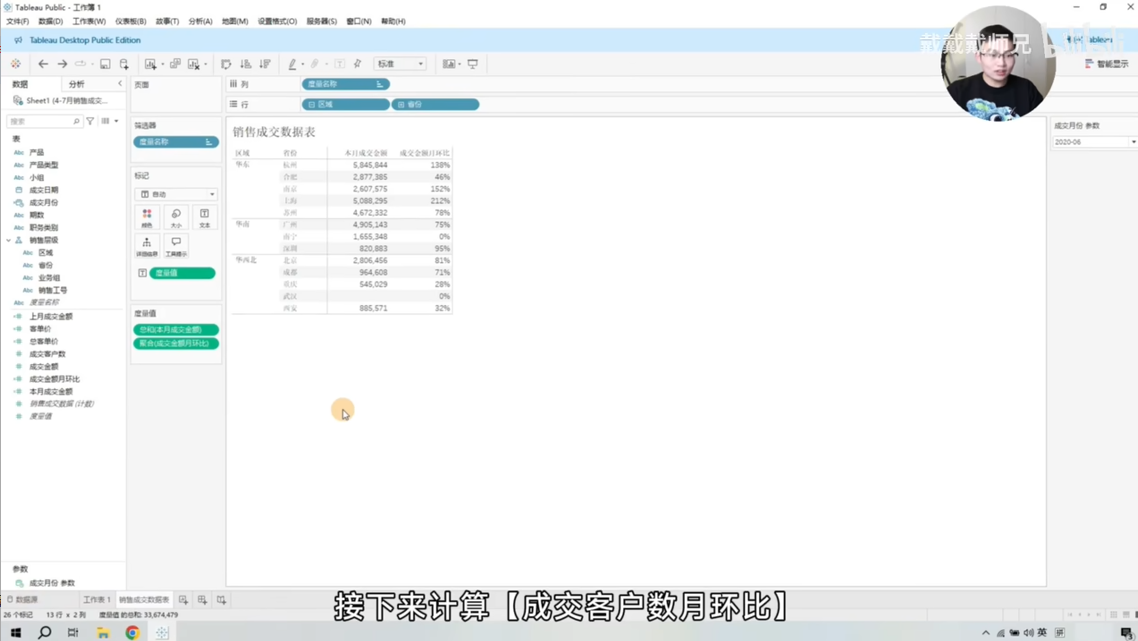 Tableau Public - 工作簿 1
文件(F) 数据(D) 工作表(W) 仪表板(B) 故事(T) 分析(A) 地图(M) 设置格式(O) 服务器(S) 窗口(N) 帮助(H)
Tableau Desktop Public Edition
戴戴戴师兄
标准
智能显示
数据 分析
页面
列 度量名称
行 区域 省份
Sheet1 (4-7月销售成交...
搜索
表
产品
产品类型
小组
成交日期
成交月份
期数
职务类别
销售层级
区域
省份
业务组
销售工号
度量名称
上月成交金额
客单价
总客单价
成交客户数
成交金额
成交金额月环比
本月成交金额
销售成交数据 (计数)
度量值
参数
成交月份 参数
筛选器
度量名称
标记
自动
颜色 大小 文本
详细信息 工具提示
度量值
度量值
总和(本月成交金额)
聚合(成交金额月环比)
销售成交数据表
区域 省份 本月成交金额 成交金额月环比
华东 杭州 5,845,844 138%
合肥 2,877,385 46%
南京 2,607,575 152%
上海 5,088,295 212%
苏州 4,672,332 78%
华南 广州 4,905,143 75%
南宁 1,655,348 0%
深圳 820,883 95%
华西北 北京 2,806,456 81%
成都 964,608 71%
重庆 545,029 28%
武汉 0%
西安 885,571 32%
成交月份 参数
2020-06
数据源 工作表 1 销售成交数据表
26 个标记 13 行 x 2 列 度量值 的总和: 33,674,479
接下来计算【成交客户数月环比】
英 拼